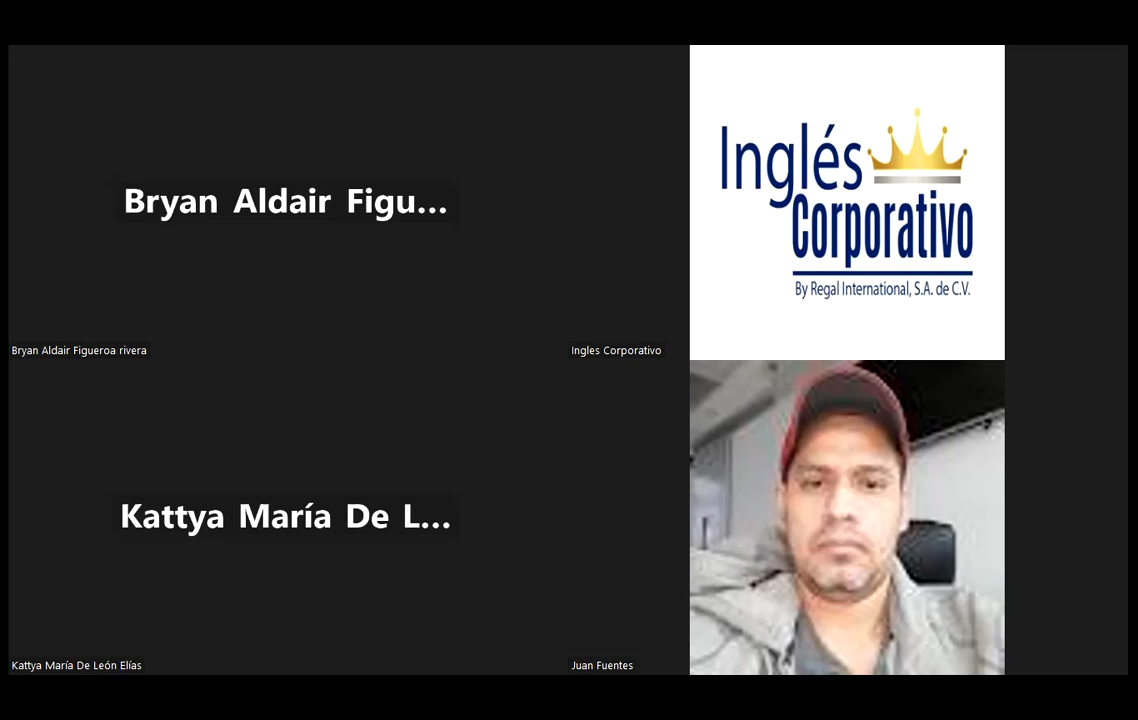 Bryan Aldair Figu...
Bryan Aldair Figueroa rivera
Inglés
Corporativo
By Regal International, S.A. de C.V.
Ingles Corporativo
Kattya María De L...
Kattya María De León Elías
Juan Fuentes